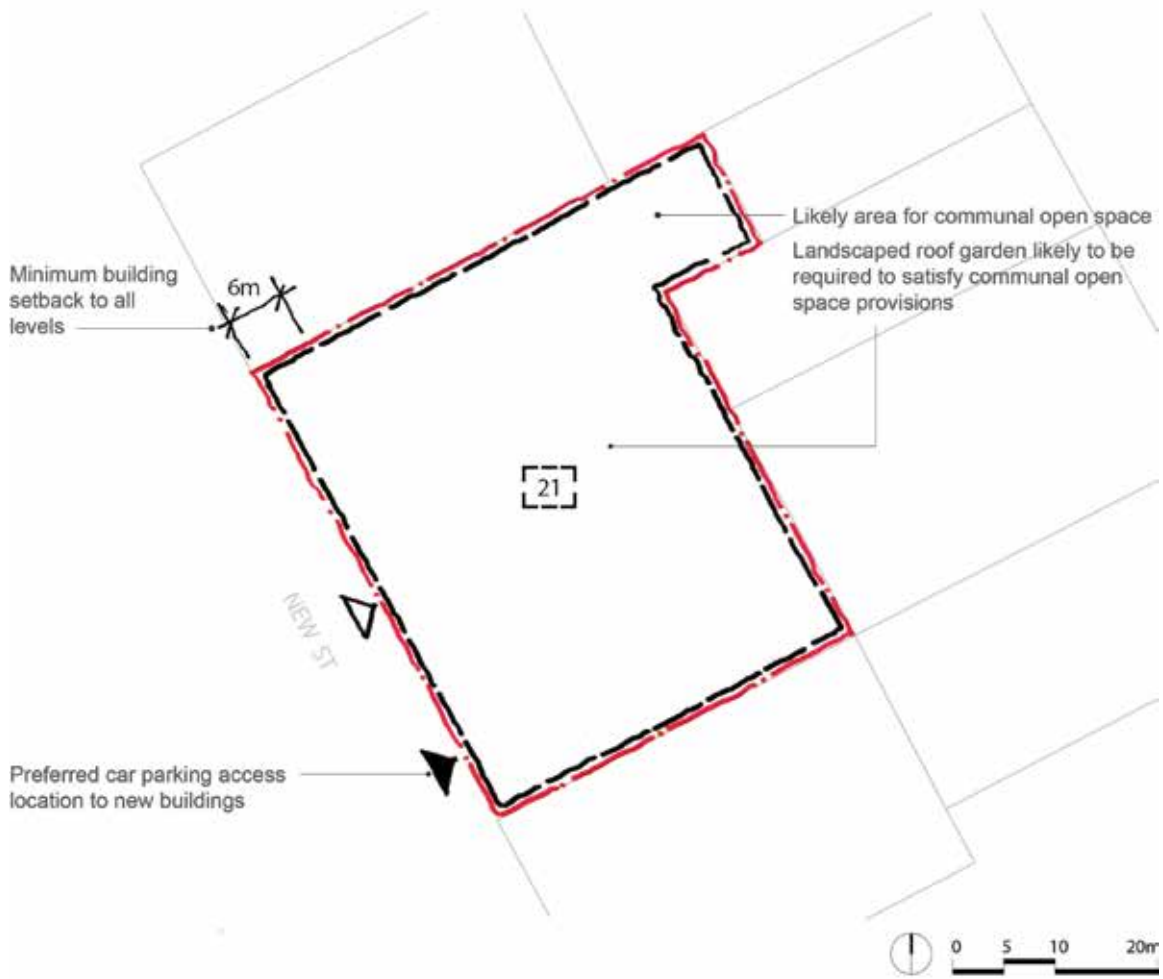 Likely area for communal open space
Landscaped roof garden likely to be
required to satisfy communal open
space provisions
Minimum building
setback to all
levels
6m
21
NEW ST
Preferred car parking access
location to new buildings
0 5 10 20m